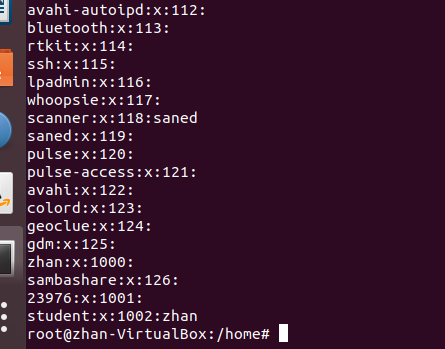 avahi-autoipd:x:112:
bluetooth:x:113:
rtkit:x:114:
ssh:x:115:
lpadmin:x:116:
whoopsie:x:117:
scanner:x:118:saned
saned:x:119:
pulse:x:120:
pulse-access:x:121:
avahi:x:122:
colord:x:123:
geoclue:x:124:
gdm:x:125:
zhan:x:1000:
sambashare:x:126:
23976:x:1001:
student:x:1002:zhan
root@zhan-VirtualBox:/home#